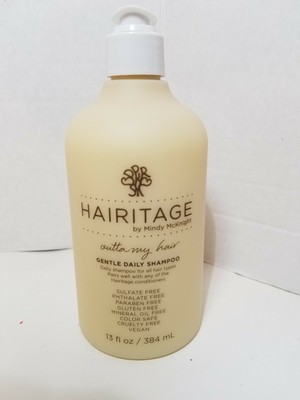 HAIRITAGE
by Mindy McKnight
outta my hair
GENTLE DAILY SHAMPOO
Daily shampoo for all hair types
Pairs well with any of the
Hairitage conditioners
SULFATE FREE
PHTHALATE FREE
PARABEN FREE
GLUTEN FREE
MINERAL OIL FREE
COLOR SAFE
CRUELTY FREE
VEGAN
13 fl oz / 384 mL